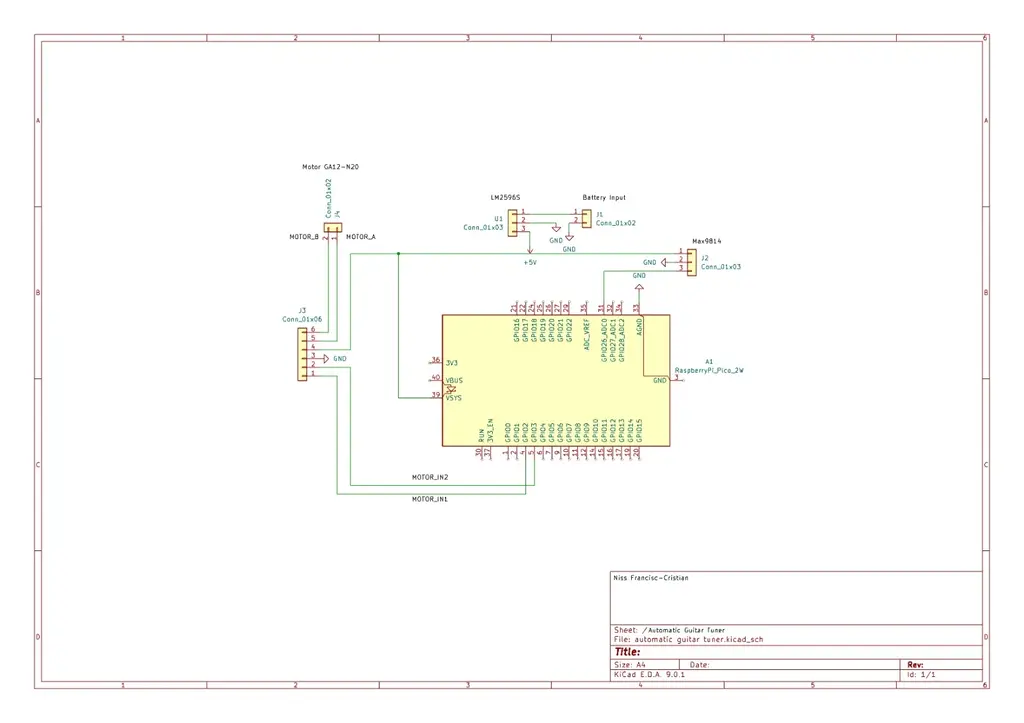 1 2 3 4 5 6
A A
Motor GA12-N20
Conn_01x02
J4
LM2596S
Battery Input
U1
Conn_01x03
1
2
3
1
2
J1
Conn_01x02
B B
MOTOR_B
2
1
MOTOR_A
GND
GND
+5V
Max9814
GND
1
2
3
J2
Conn_01x03
GND
J3
Conn_01x06
6
5
4
3
2
1
GND
21 22 24 25 26 27 29 35 31 32 34 33
GPIO16 GPIO17 GPIO18 GPIO19 GPIO20 GPIO21 GPIO22 ADC_VREF GPIO26_ADC0 GPIO27_ADC1 GPIO28_ADC2 AGND
36 3V3
40 VBUS
39 VSYS
GND 3
A1
RaspberryPi_Pico_2W
RUN 3V3_EN GPIO0 GPIO1 GPIO2 GPIO3 GPIO4 GPIO5 GPIO6 GPIO7 GPIO8 GPIO9 GPIO10 GPIO11 GPIO12 GPIO13 GPIO14 GPIO15
30 37 1 2 4 5 6 7 9 10 11 12 14 15 16 17 19 20
C C
MOTOR_IN2
MOTOR_IN1
Niss Francisc-Cristian
Sheet: /Automatic Guitar Tuner
File: automatic guitar tuner.kicad_sch
Title:
Size: A4 Date: Rev:
KiCad E.D.A. 9.0.1 Id: 1/1
D D
1 2 3 4 5 6